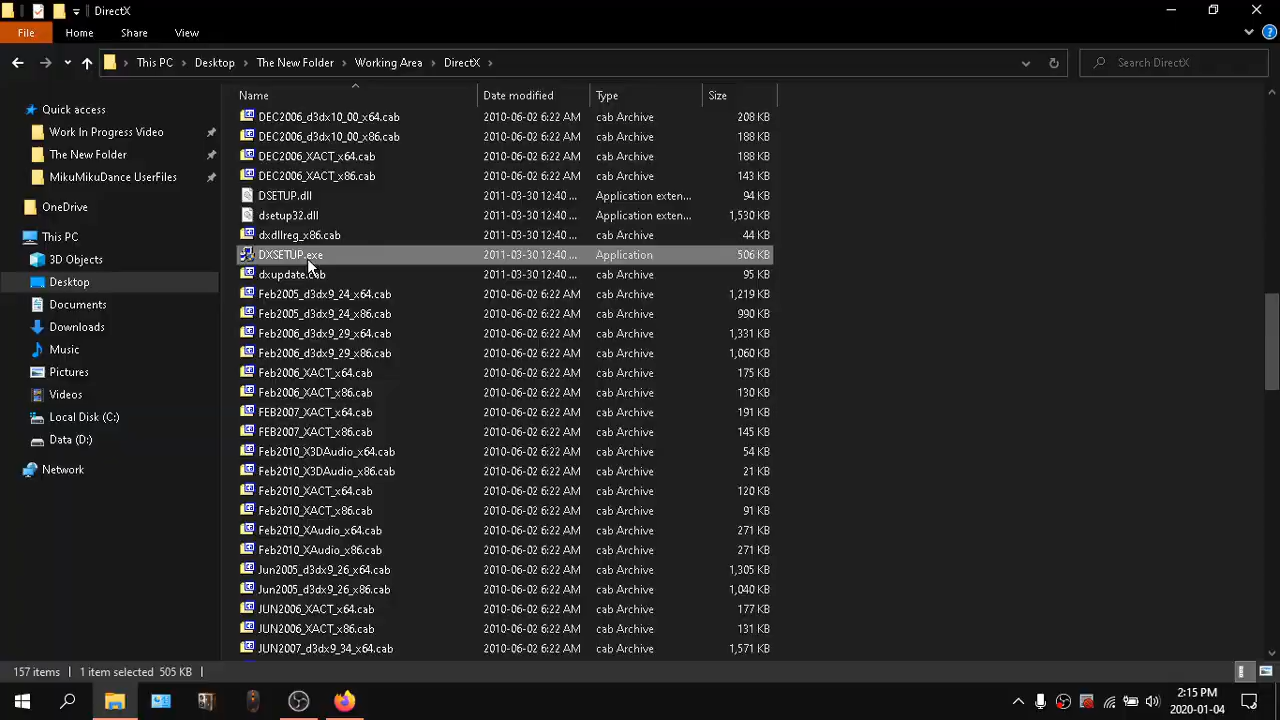 DirectX
File Home Share View
This PC Desktop The New Folder Working Area DirectX Search DirectX
Name Date modified Type Size
Quick access
Work In Progress Video
The New Folder
MikuMikuDance UserFiles
OneDrive
This PC
3D Objects
Desktop
Documents
Downloads
Music
Pictures
Videos
Local Disk (C:)
Data (D:)
Network
DEC2006_d3dx10_00_x64.cab 2010-06-02 6:22 AM cab Archive 208 KB
DEC2006_d3dx10_00_x86.cab 2010-06-02 6:22 AM cab Archive 188 KB
DEC2006_XACT_x64.cab 2010-06-02 6:22 AM cab Archive 188 KB
DEC2006_XACT_x86.cab 2010-06-02 6:22 AM cab Archive 143 KB
DSETUP.dll 2011-03-30 12:40 ... Application exten... 94 KB
dsetup32.dll 2011-03-30 12:40 ... Application exten... 1,530 KB
dxdllreg_x86.cab 2011-03-30 12:40 ... cab Archive 44 KB
DXSETUP.exe 2011-03-30 12:40 ... Application 506 KB
dxupdate.cab 2011-03-30 12:40 ... cab Archive 95 KB
Feb2005_d3dx9_24_x64.cab 2010-06-02 6:22 AM cab Archive 1,219 KB
Feb2005_d3dx9_24_x86.cab 2010-06-02 6:22 AM cab Archive 990 KB
Feb2006_d3dx9_29_x64.cab 2010-06-02 6:22 AM cab Archive 1,331 KB
Feb2006_d3dx9_29_x86.cab 2010-06-02 6:22 AM cab Archive 1,060 KB
Feb2006_XACT_x64.cab 2010-06-02 6:22 AM cab Archive 175 KB
Feb2006_XACT_x86.cab 2010-06-02 6:22 AM cab Archive 130 KB
FEB2007_XACT_x64.cab 2010-06-02 6:22 AM cab Archive 191 KB
FEB2007_XACT_x86.cab 2010-06-02 6:22 AM cab Archive 145 KB
Feb2010_X3DAudio_x64.cab 2010-06-02 6:22 AM cab Archive 54 KB
Feb2010_X3DAudio_x86.cab 2010-06-02 6:22 AM cab Archive 21 KB
Feb2010_XACT_x64.cab 2010-06-02 6:22 AM cab Archive 120 KB
Feb2010_XACT_x86.cab 2010-06-02 6:22 AM cab Archive 91 KB
Feb2010_XAudio_x64.cab 2010-06-02 6:22 AM cab Archive 271 KB
Feb2010_XAudio_x86.cab 2010-06-02 6:22 AM cab Archive 271 KB
Jun2005_d3dx9_26_x64.cab 2010-06-02 6:22 AM cab Archive 1,305 KB
Jun2005_d3dx9_26_x86.cab 2010-06-02 6:22 AM cab Archive 1,040 KB
JUN2006_XACT_x64.cab 2010-06-02 6:22 AM cab Archive 177 KB
JUN2006_XACT_x86.cab 2010-06-02 6:22 AM cab Archive 131 KB
JUN2007_d3dx9_34_x64.cab 2010-06-02 6:22 AM cab Archive 1,571 KB
157 items 1 item selected 505 KB
2:15 PM
2020-01-04